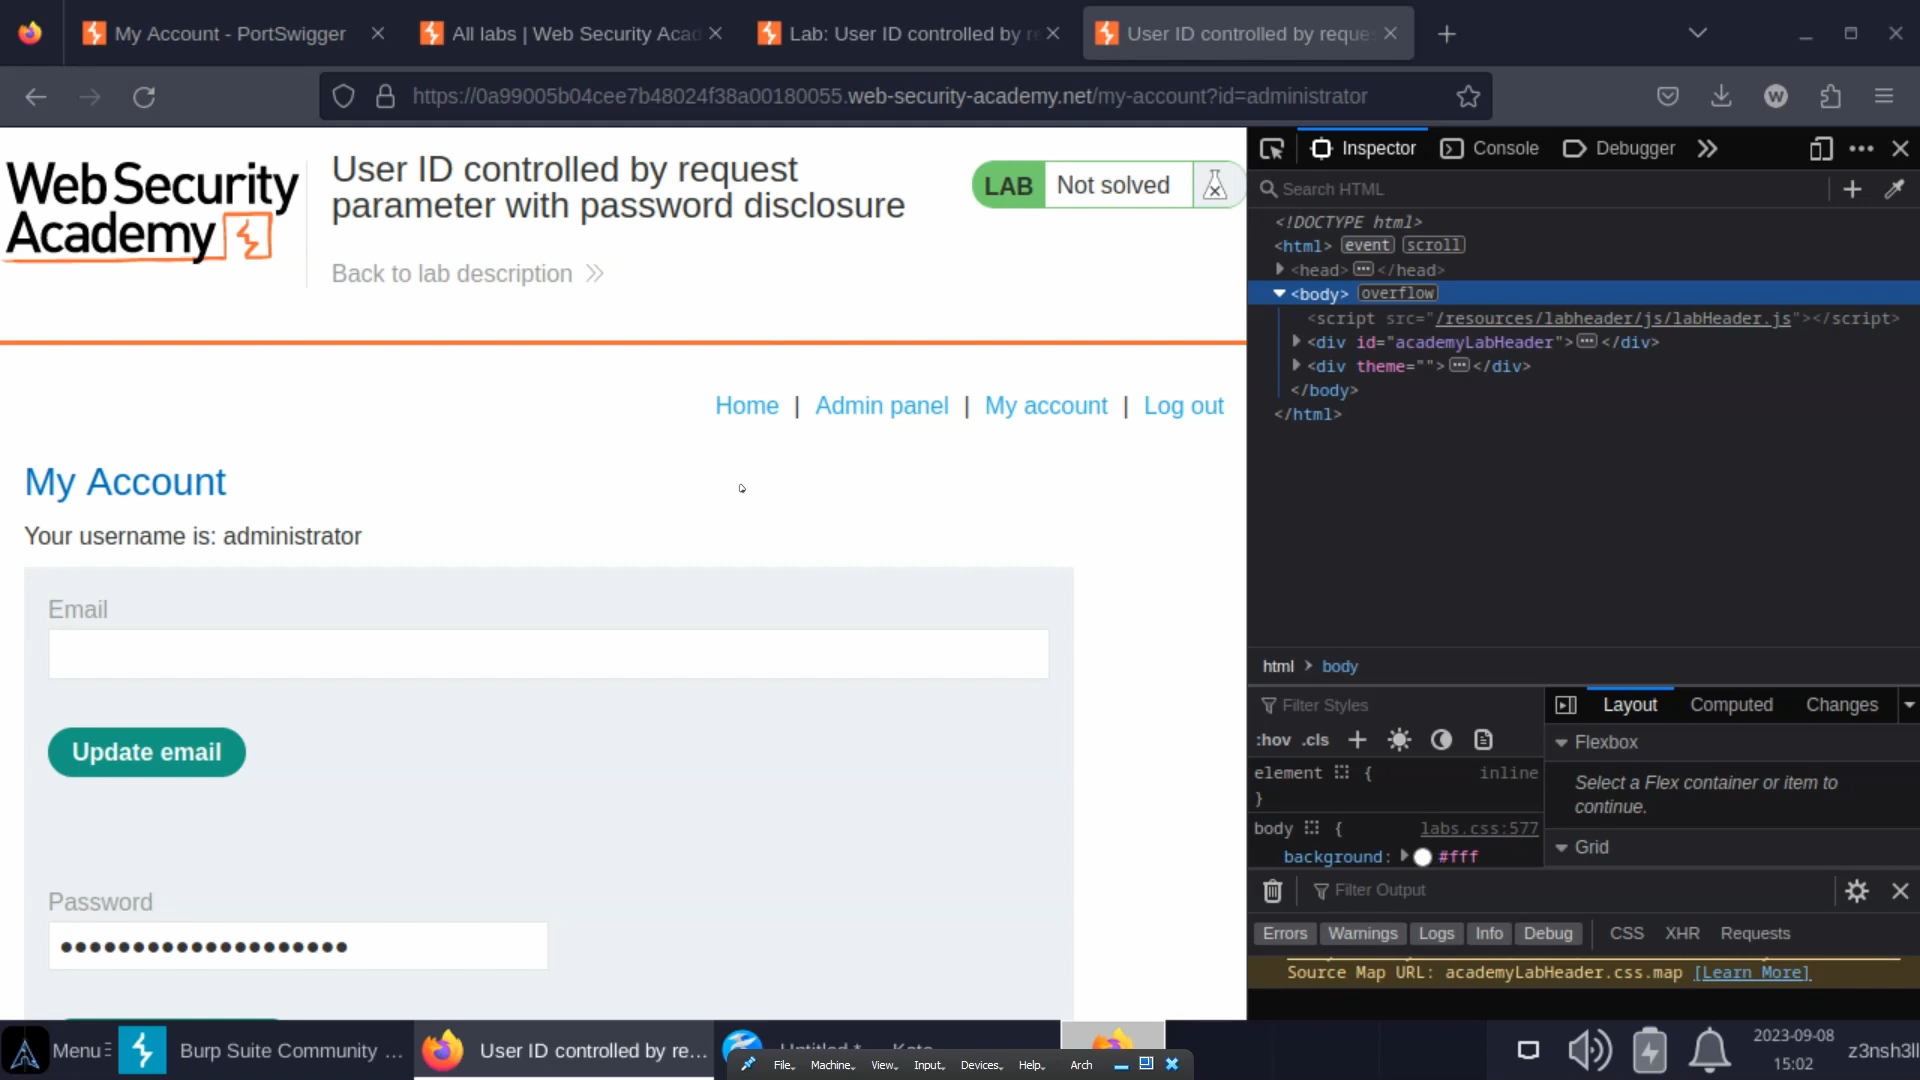 My Account - PortSwigger
All labs | Web Security Acad
Lab: User ID controlled by re
User ID controlled by reque
https://0a99005b04cee7b48024f38a00180055.web-security-academy.net/my-account?id=administrator
W
Web Security
Academy
User ID controlled by request
parameter with password disclosure
Back to lab description
LAB Not solved
Home | Admin panel | My account | Log out
My Account
Your username is: administrator
Email
Update email
Password
••••••••••••••••••••
Inspector
Console
Debugger
Search HTML
<!DOCTYPE html>
<html> event scroll
<head> ••• </head>
<body> overflow
<script src="/resources/labheader/js/labHeader.js"></script>
<div id="academyLabHeader"> ••• </div>
<div theme=""> ••• </div>
</body>
</html>
html > body
Filter Styles
:hov .cls
element { inline
}
body { labs.css:577
background: #fff
Layout Computed Changes
Flexbox
Select a Flex container or item to
continue.
Grid
Filter Output
Errors Warnings Logs Info Debug CSS XHR Requests
Source Map URL: academyLabHeader.css.map [Learn More]
Menu
Burp Suite Community ...
User ID controlled by re...
File Machine View Input Devices Help Arch
2023-09-08
15:02
z3nsh3ll